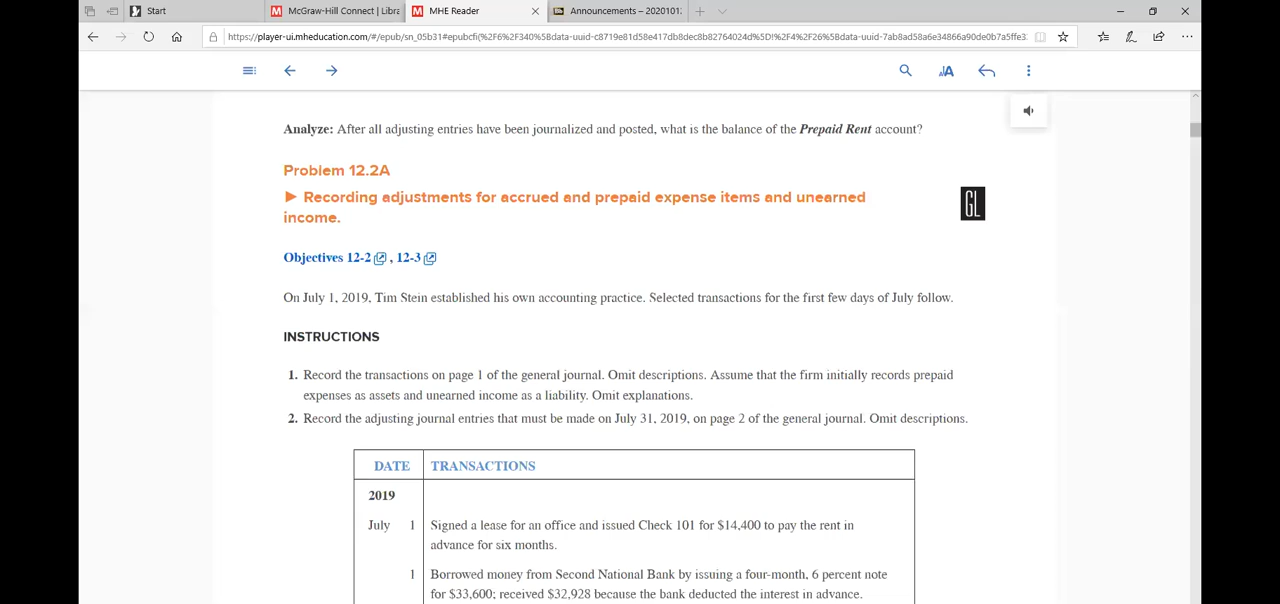 Start
McGraw-Hill Connect | Libra
MHE Reader
Announcements – 2020101
https://player-ui.mheducation.com/#/epub/sn_05b31#epubcfi(%2F6%2F340%5Bdata-uuid-c8719e81d58e417db8dec8b82764024d%5D!%2F4%2F26%5Bdata-uuid-7ab8ad58a6e34866a90de0b7a5ffe3
Analyze: After all adjusting entries have been journalized and posted, what is the balance of the Prepaid Rent account?
Problem 12.2A
► Recording adjustments for accrued and prepaid expense items and unearned
income.
GL
Objectives 12-2 , 12-3
On July 1, 2019, Tim Stein established his own accounting practice. Selected transactions for the first few days of July follow.
INSTRUCTIONS
1. Record the transactions on page 1 of the general journal. Omit descriptions. Assume that the firm initially records prepaid
expenses as assets and unearned income as a liability. Omit explanations.
2. Record the adjusting journal entries that must be made on July 31, 2019, on page 2 of the general journal. Omit descriptions.
DATE TRANSACTIONS
2019
July 1 Signed a lease for an office and issued Check 101 for $14,400 to pay the rent in
advance for six months.
1 Borrowed money from Second National Bank by issuing a four-month, 6 percent note
for $33,600; received $32,928 because the bank deducted the interest in advance.